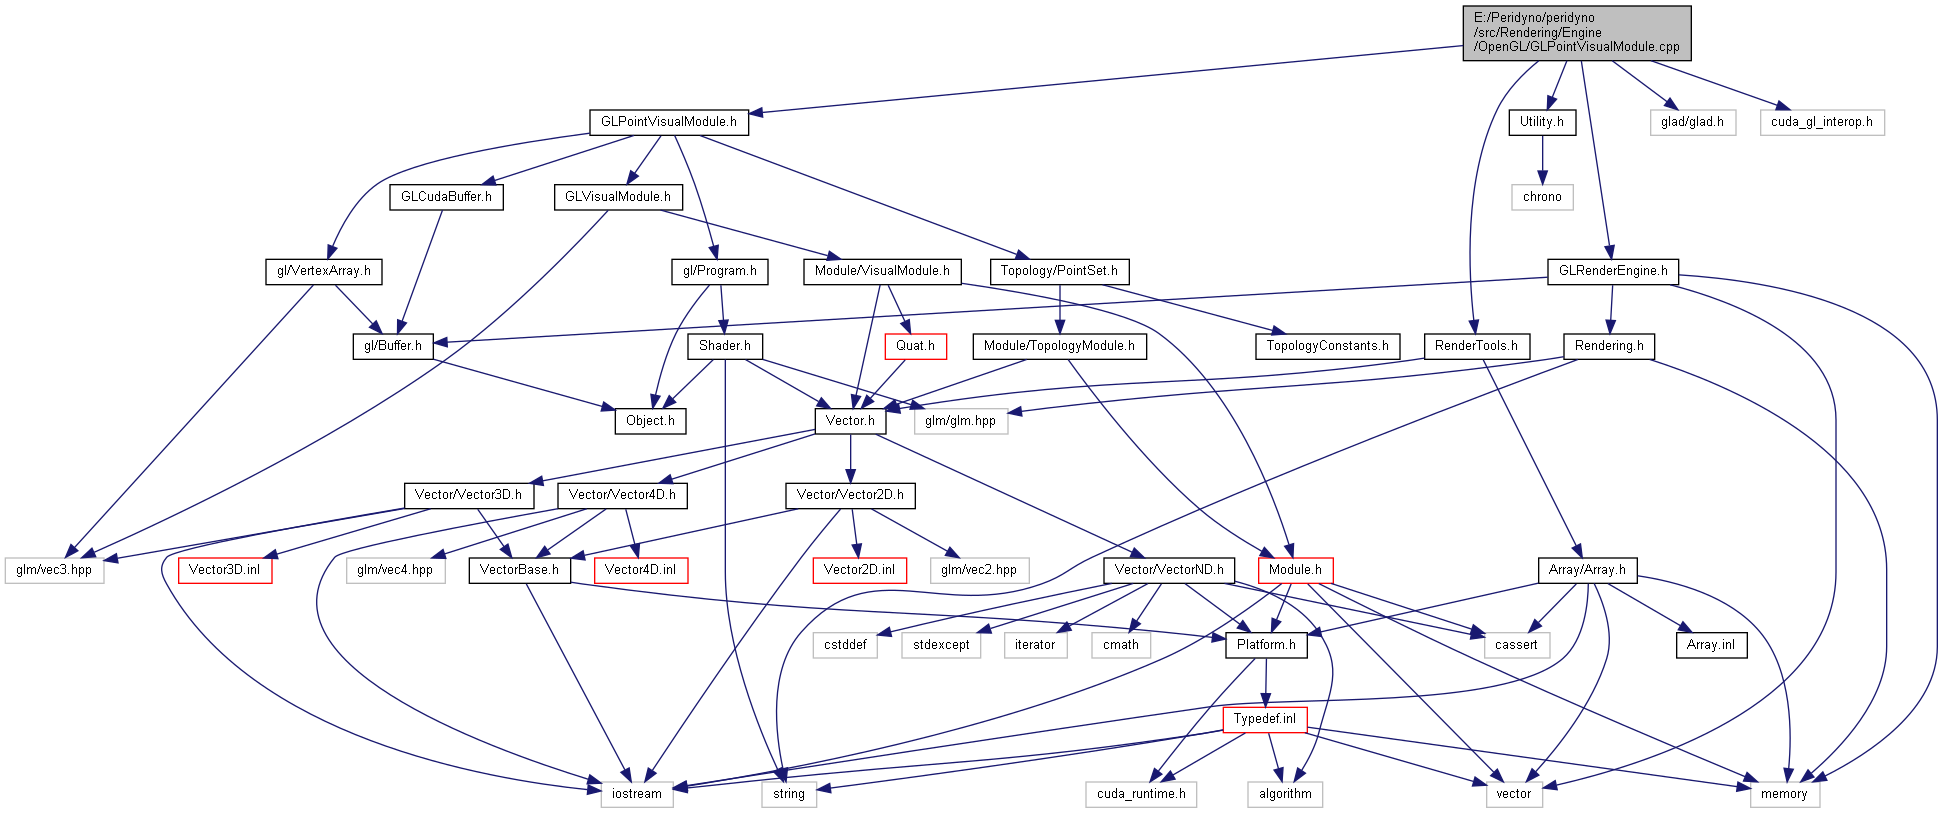 E:/Peridyno/peridyno
/src/Rendering/Engine
/OpenGL/GLPointVisualModule.cpp
GLPointVisualModule.h
Utility.h
glad/glad.h
cuda_gl_interop.h
GLCudaBuffer.h
GLVisualModule.h
chrono
gl/VertexArray.h
gl/Program.h
Module/VisualModule.h
Topology/PointSet.h
GLRenderEngine.h
gl/Buffer.h
Shader.h
Quat.h
Module/TopologyModule.h
TopologyConstants.h
RenderTools.h
Rendering.h
Object.h
Vector.h
glm/glm.hpp
Vector/Vector3D.h
Vector/Vector4D.h
Vector/Vector2D.h
glm/vec3.hpp
Vector3D.inl
glm/vec4.hpp
VectorBase.h
Vector4D.inl
Vector2D.inl
glm/vec2.hpp
Vector/VectorND.h
Module.h
Array/Array.h
cstddef
stdexcept
iterator
cmath
Platform.h
cassert
Array.inl
Typedef.inl
iostream
string
cuda_runtime.h
algorithm
vector
memory